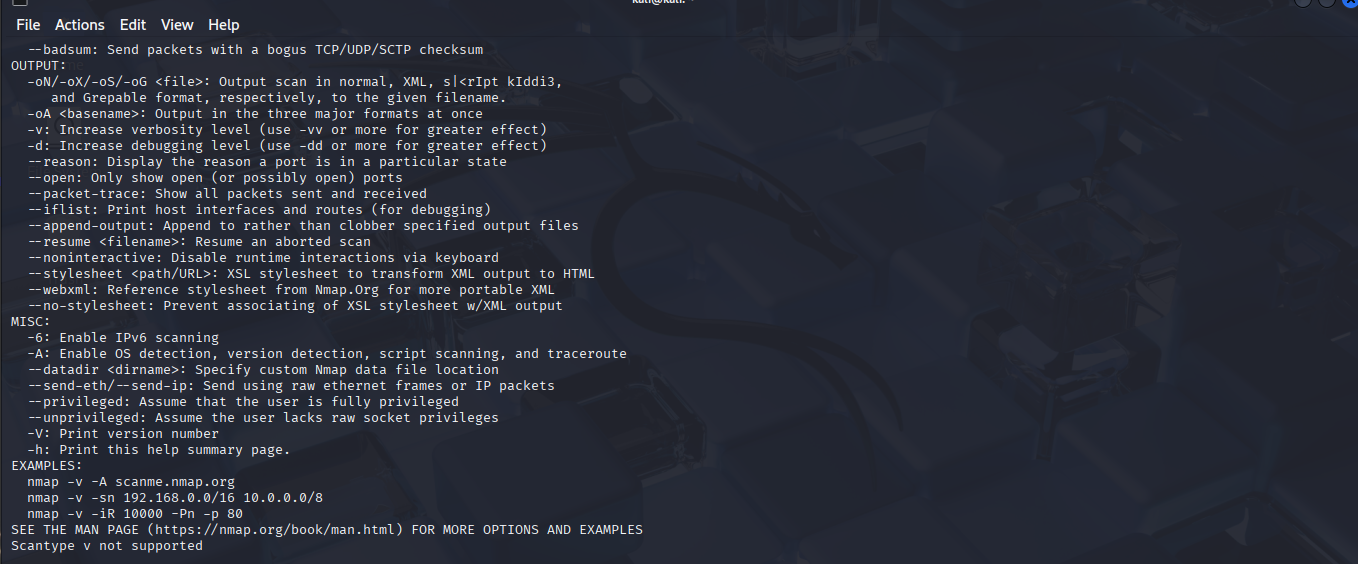 kali@kali: ~
File Actions Edit View Help
--badsum: Send packets with a bogus TCP/UDP/SCTP checksum
OUTPUT:
-oN/-oX/-oS/-oG <file>: Output scan in normal, XML, s|<rIpt kIddi3,
and Grepable format, respectively, to the given filename.
-oA <basename>: Output in the three major formats at once
-v: Increase verbosity level (use -vv or more for greater effect)
-d: Increase debugging level (use -dd or more for greater effect)
--reason: Display the reason a port is in a particular state
--open: Only show open (or possibly open) ports
--packet-trace: Show all packets sent and received
--iflist: Print host interfaces and routes (for debugging)
--append-output: Append to rather than clobber specified output files
--resume <filename>: Resume an aborted scan
--noninteractive: Disable runtime interactions via keyboard
--stylesheet <path/URL>: XSL stylesheet to transform XML output to HTML
--webxml: Reference stylesheet from Nmap.Org for more portable XML
--no-stylesheet: Prevent associating of XSL stylesheet w/XML output
MISC:
-6: Enable IPv6 scanning
-A: Enable OS detection, version detection, script scanning, and traceroute
--datadir <dirname>: Specify custom Nmap data file location
--send-eth/--send-ip: Send using raw ethernet frames or IP packets
--privileged: Assume that the user is fully privileged
--unprivileged: Assume the user lacks raw socket privileges
-V: Print version number
-h: Print this help summary page.
EXAMPLES:
nmap -v -A scanme.nmap.org
nmap -v -sn 192.168.0.0/16 10.0.0.0/8
nmap -v -iR 10000 -Pn -p 80
SEE THE MAN PAGE (https://nmap.org/book/man.html) FOR MORE OPTIONS AND EXAMPLES
Scantype v not supported